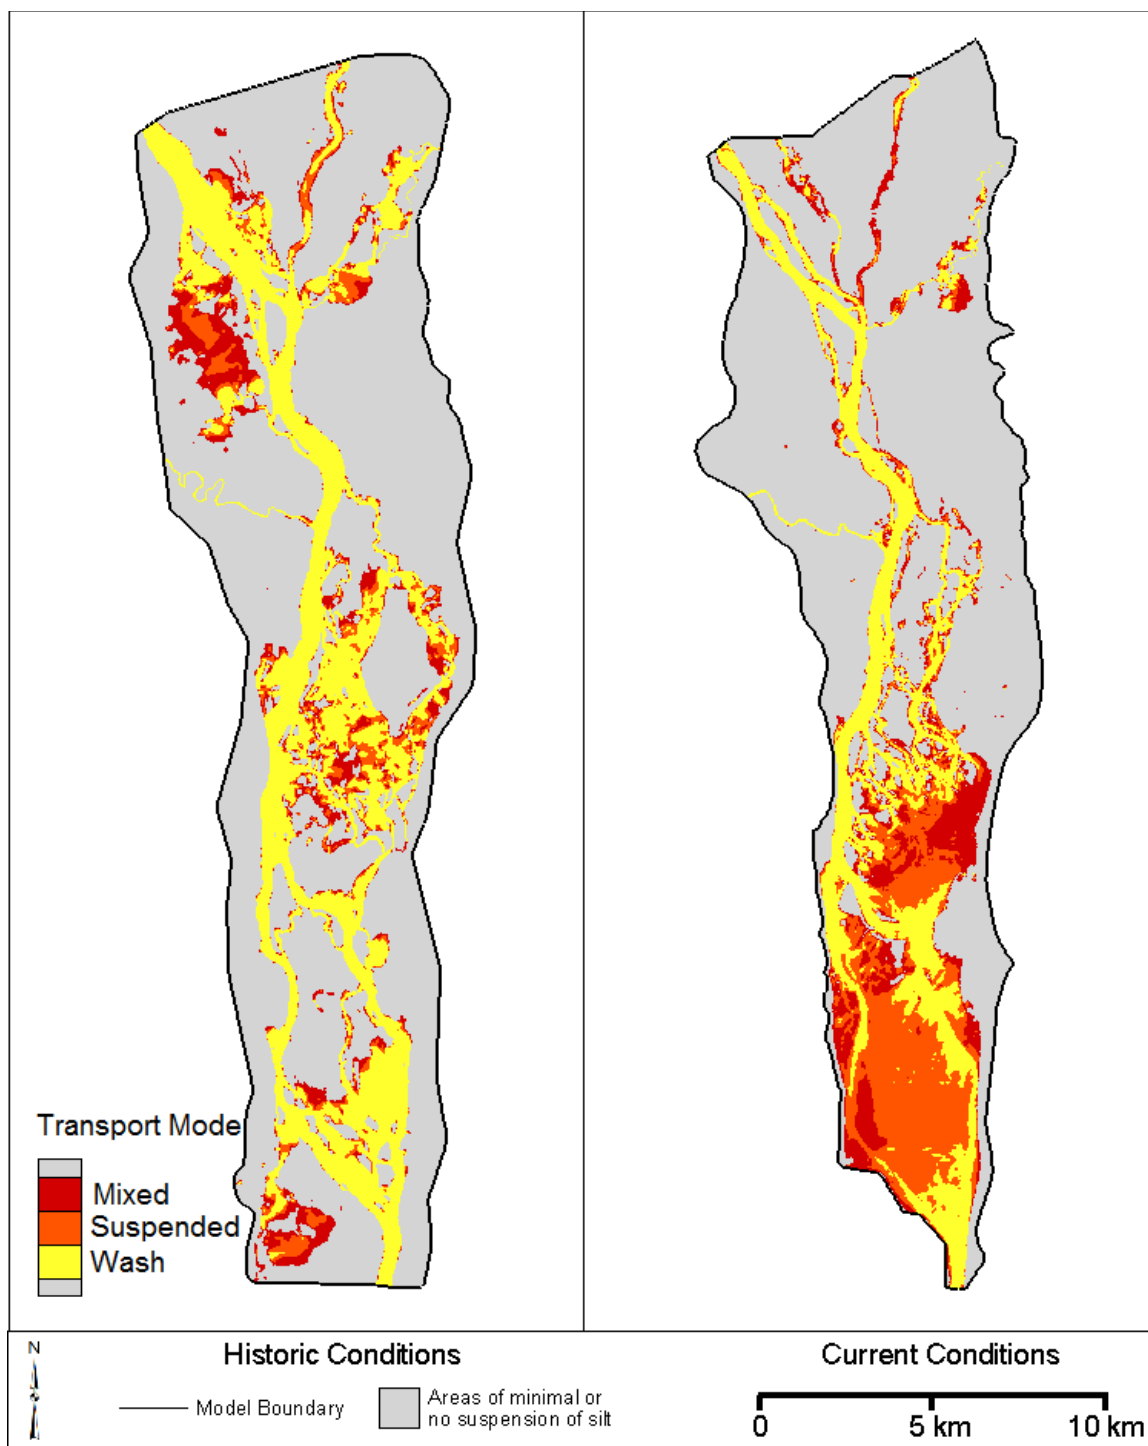 Transport Mode
Mixed
Suspended
Wash
N
Historic Conditions
Model Boundary
Areas of minimal or
no suspension of silt
Current Conditions
0 5 km 10 km